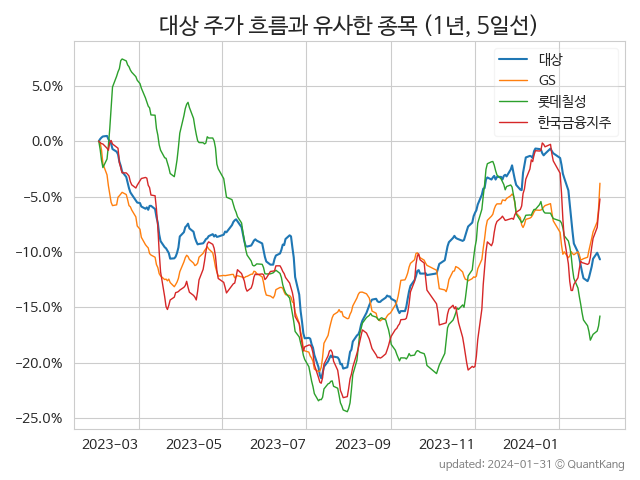 대상 주가 흐름과 유사한 종목 (1년, 5일선)
대상
GS
롯데칠성
한국금융지주
5.0%
0.0%
−5.0%
−10.0%
−15.0%
−20.0%
−25.0%
2023-03 2023-05 2023-07 2023-09 2023-11 2024-01
updated: 2024-01-31 © QuantKang